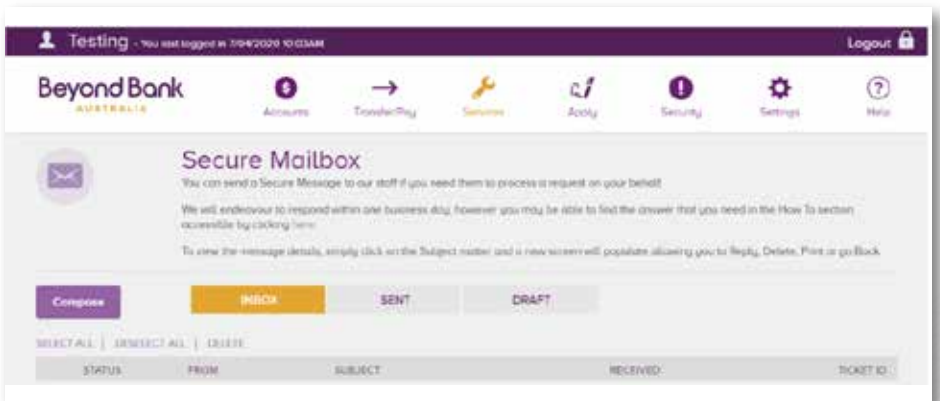 Testing - You last logged in 7/04/2020 10:03AM Logout
Beyond Bank
AUSTRALIA
Accounts Transfer/Pay Services Apply Security Settings Help
Secure Mailbox
You can send a Secure Message to our staff if you need them to process a request on your behalf.
We will endeavour to respond within one business day, however you may be able to find the answer that you need in the How To section
accessible by clicking here.
To view the message details, simply click on the Subject matter and a new screen will populate allowing you to Reply, Delete, Print or go Back.
Compose INBOX SENT DRAFT
SELECT ALL | DESELECT ALL | DELETE
STATUS FROM SUBJECT RECEIVED TICKET ID